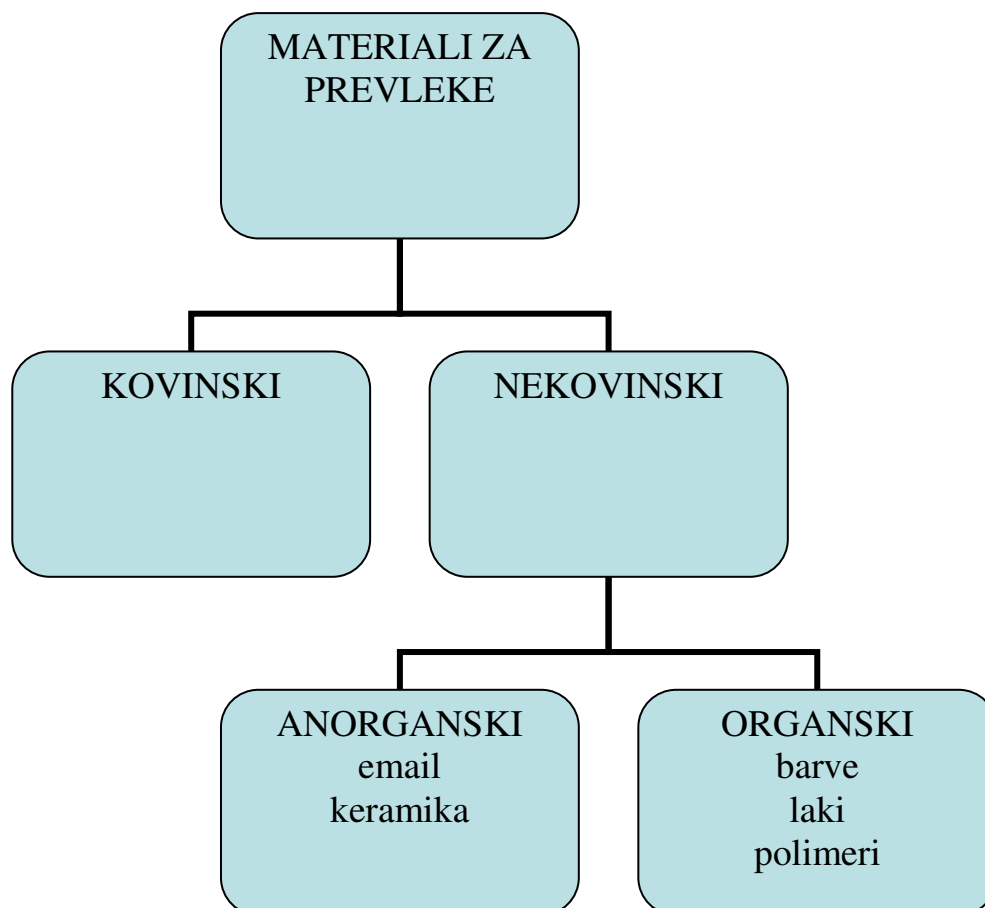 MATERIALI ZA
PREVLEKE
KOVINSKI
NEKOVINSKI
ANORGANSKI
email
keramika
ORGANSKI
barve
laki
polimeri